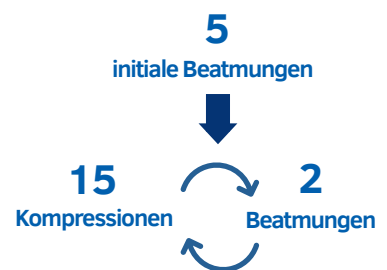 5
initiale Beatmungen
15
Kompressionen
2
Beatmungen